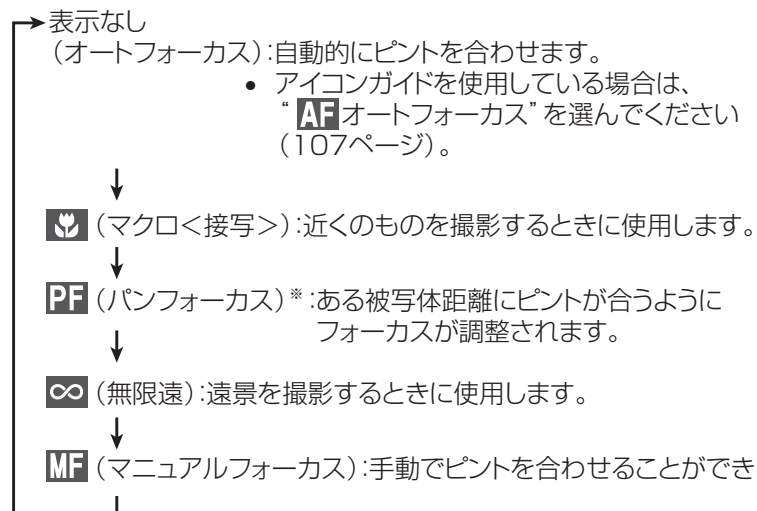 表示なし
（オートフォーカス）：自動的にピントを合わせます。
● アイコンガイドを使用している場合は、
“AFオートフォーカス”を選んでください
（107ページ）。
（マクロ＜接写＞）：近くのものを撮影するときに使用します。
PF（パンフォーカス）※：ある被写体距離にピントが合うように
フォーカスが調整されます。
∞（無限遠）：遠景を撮影するときに使用します。
MF（マニュアルフォーカス）：手動でピントを合わせることができ